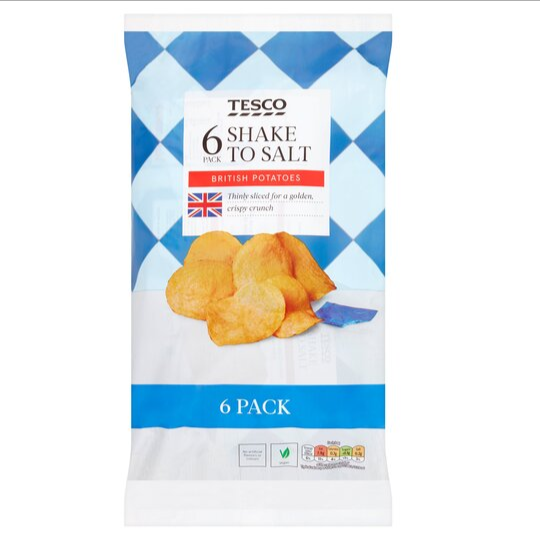 TESCO
6 SHAKE
PACK TO SALT
BRITISH POTATOES
Thinly sliced for a golden,
crispy crunch
6 PACK